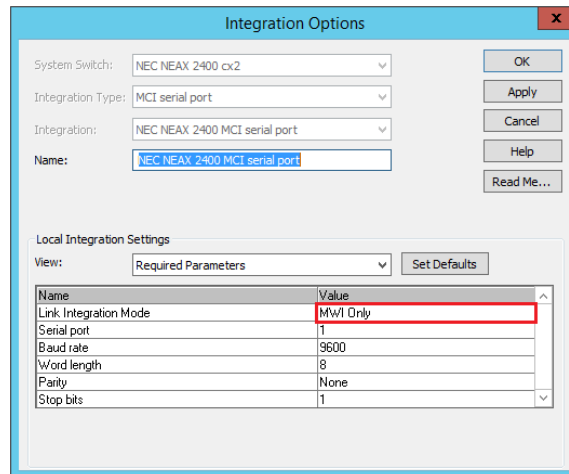 Integration Options
x
System Switch: NEC NEAX 2400 cx2
OK
Integration Type: MCI serial port
Apply
Integration: NEC NEAX 2400 MCI serial port
Cancel
Name: NEC NEAX 2400 MCI serial port
Help
Read Me...
Local Integration Settings
View: Required Parameters Set Defaults
Name Value
Link Integration Mode MWI Only
Serial port 1
Baud rate 9600
Word length 8
Parity None
Stop bits 1